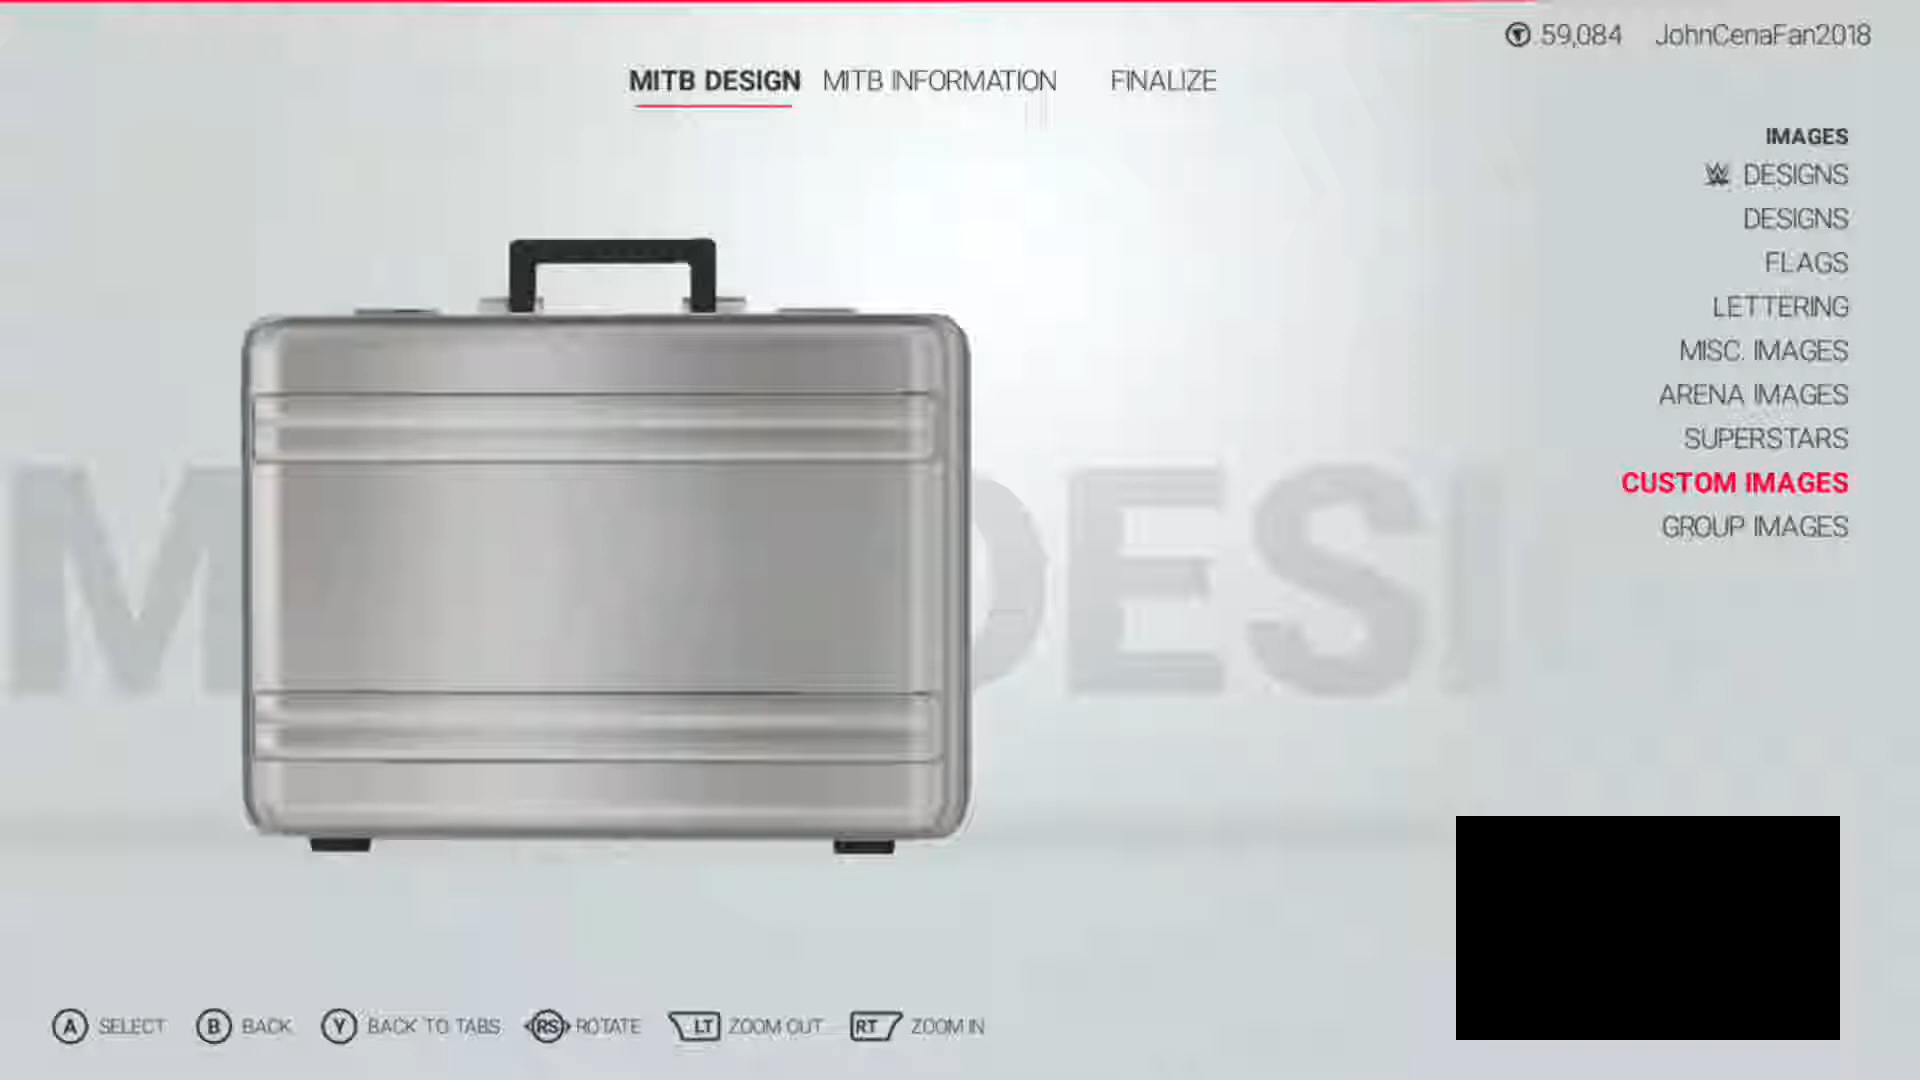 59,084 JohnCenaFan2018
MITB DESIGN MITB INFORMATION FINALIZE
IMAGES
W DESIGNS
DESIGNS
FLAGS
LETTERING
MISC. IMAGES
ARENA IMAGES
SUPERSTARS
CUSTOM IMAGES
GROUP IMAGES
M DESI
A SELECT B BACK Y BACK TO TABS RS ROTATE LT ZOOM OUT RT ZOOM IN